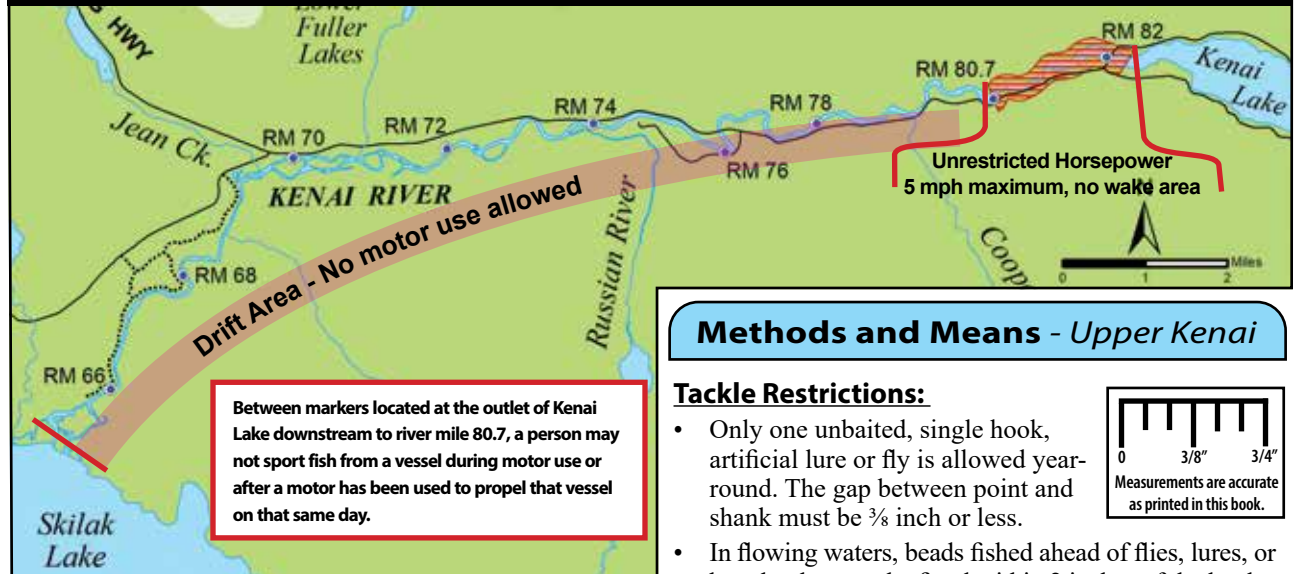 Lower
Fuller
Lakes
G HWY
RM 82
Kenai
Lake
RM 80.7
RM 78
RM 74
RM 72
RM 70
Jean Ck.
RM 76
KENAI RIVER
Unrestricted Horsepower
5 mph maximum, no wake area
N
0 1 2 Miles
Coop
Russian River
RM 68
Drift Area - No motor use allowed
RM 66
Skilak
Lake
Between markers located at the outlet of Kenai
Lake downstream to river mile 80.7, a person may
not sport fish from a vessel during motor use or
after a motor has been used to propel that vessel
on that same day.
Methods and Means - Upper Kenai
Tackle Restrictions:
• Only one unbaited, single hook,
artificial lure or fly is allowed year-
round. The gap between point and
shank must be ⅜ inch or less.
0 3/8" 3/4"
Measurements are accurate
as printed in this book.
• In flowing waters, beads fished ahead of flies, lures, or